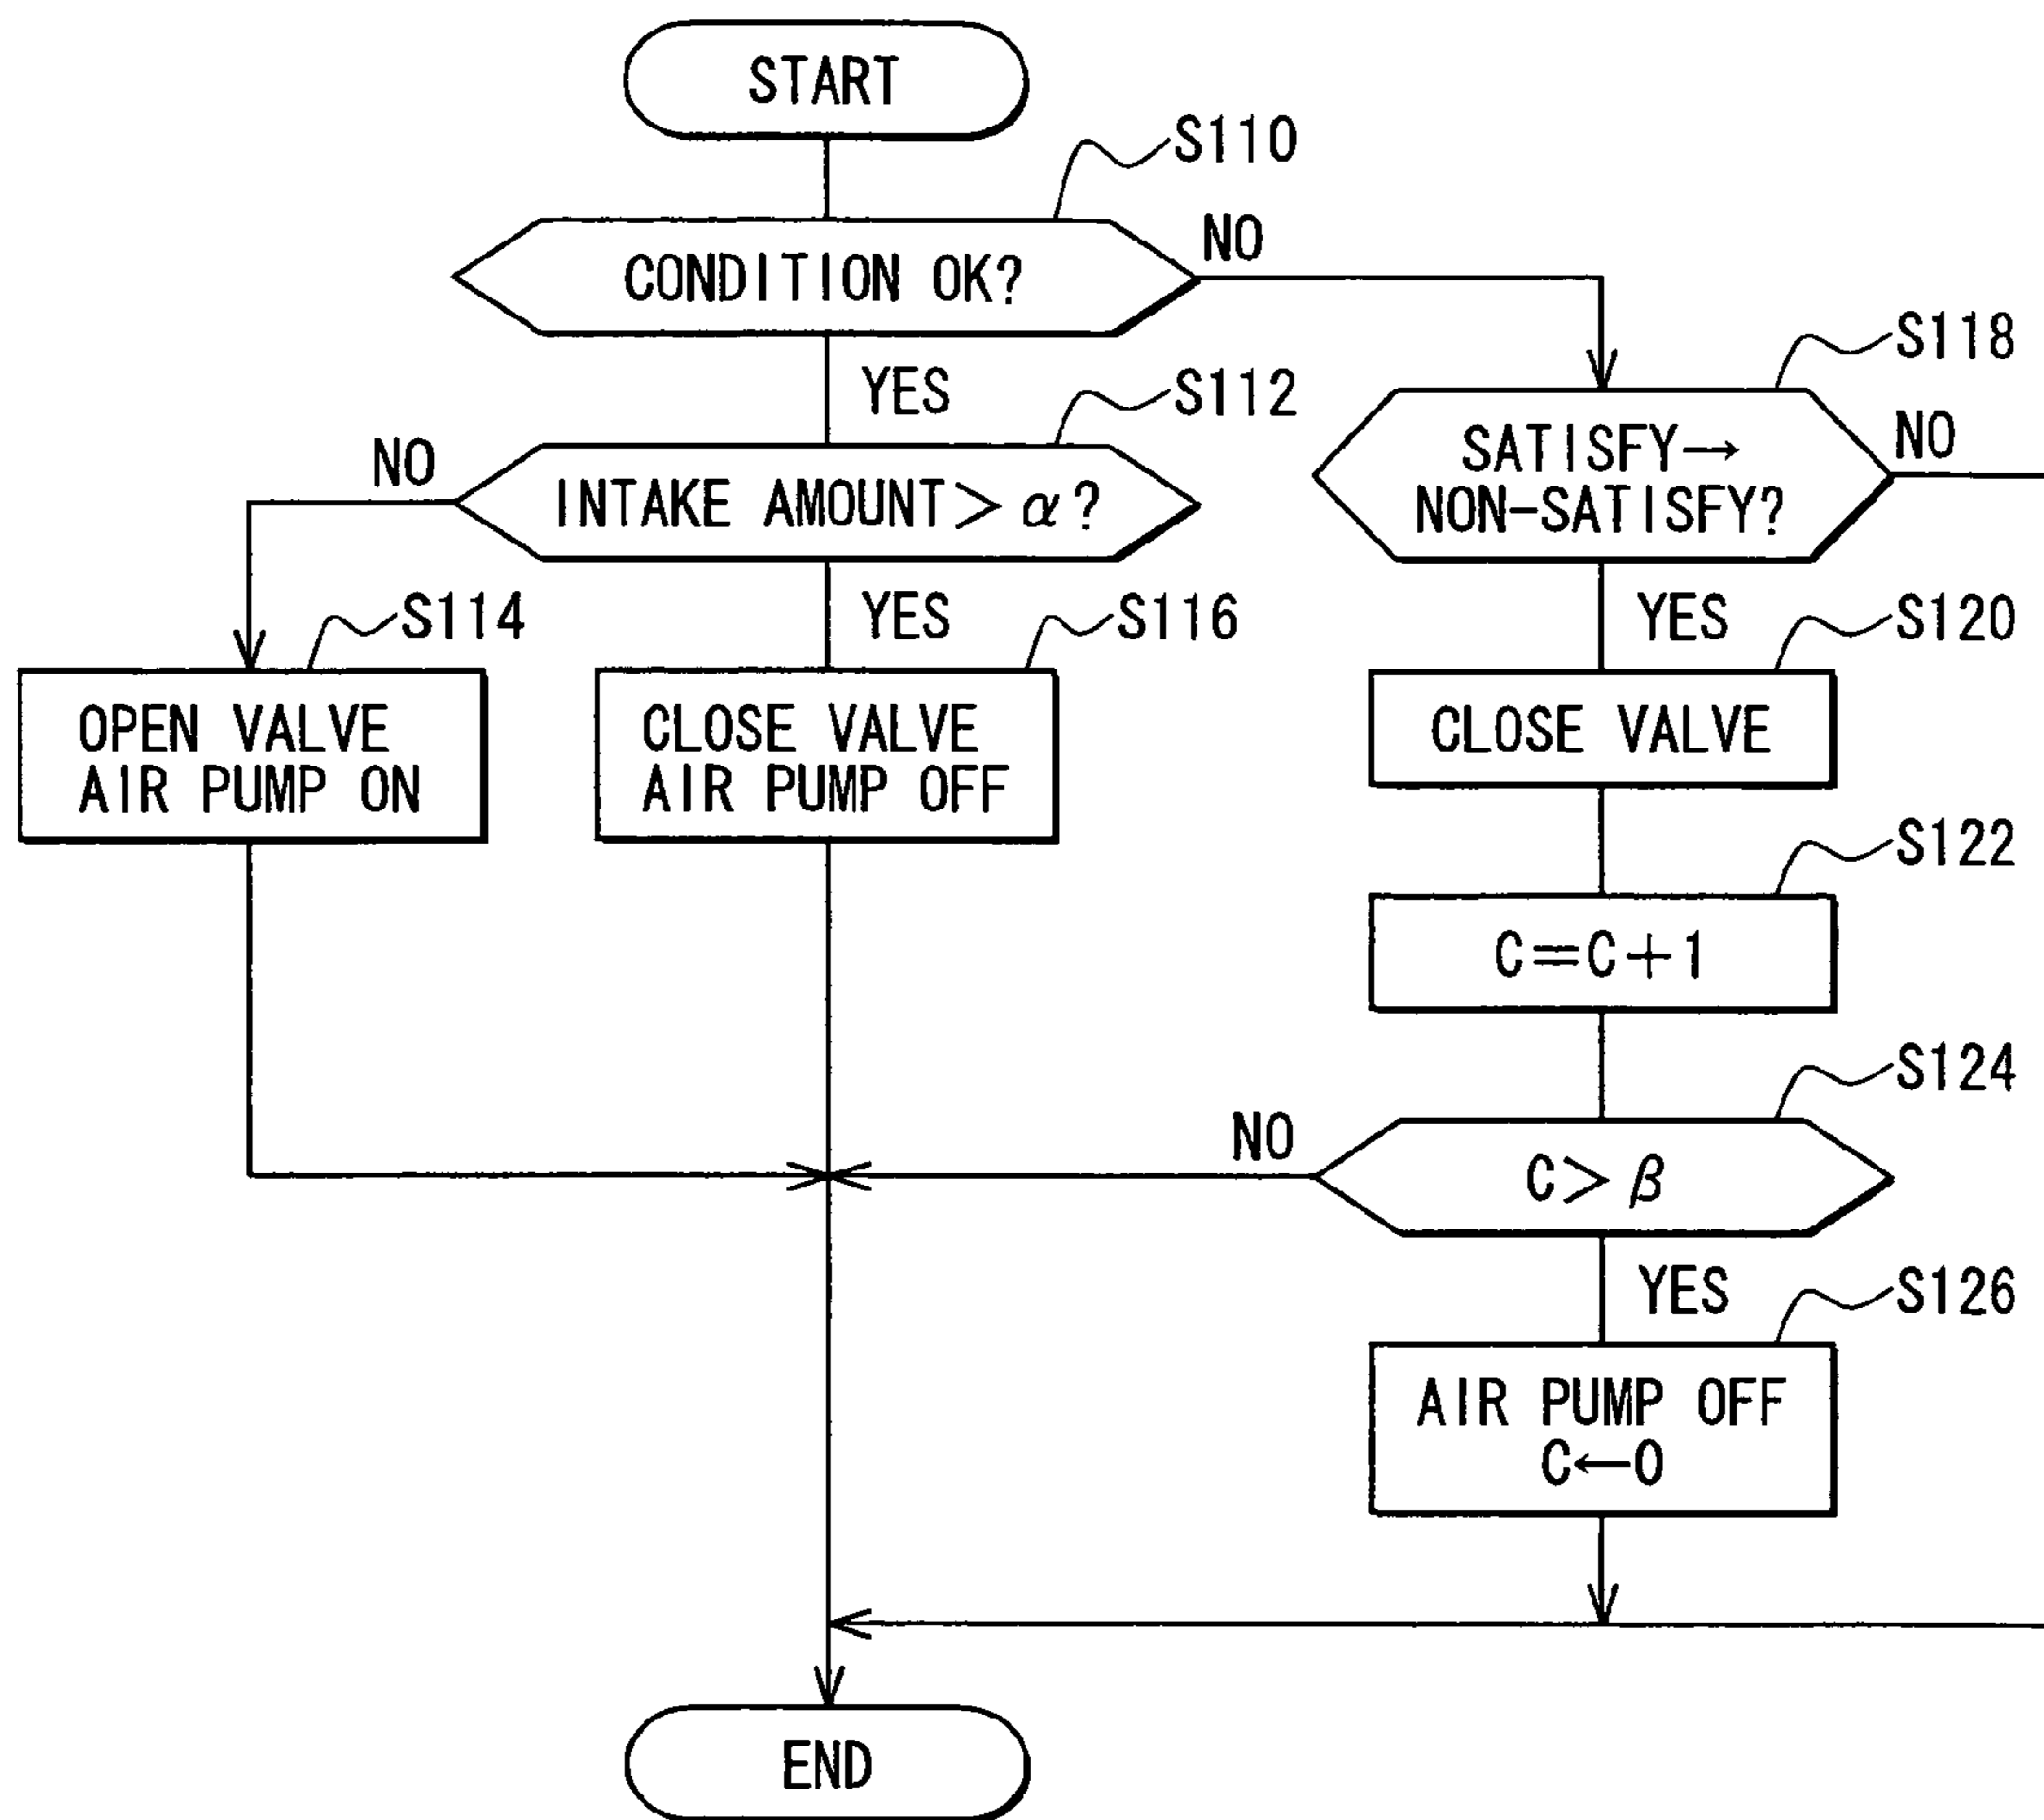 START
S110
CONDITION OK?
NO
YES
S112
INTAKE AMOUNT> α?
NO
YES
S114
OPEN VALVE
AIR PUMP ON
S116
CLOSE VALVE
AIR PUMP OFF
S118
SATISFY→
NON-SATISFY?
NO
YES
S120
CLOSE VALVE
S122
C=C+1
S124
C> β
NO
YES
S126
AIR PUMP OFF
C←0
END